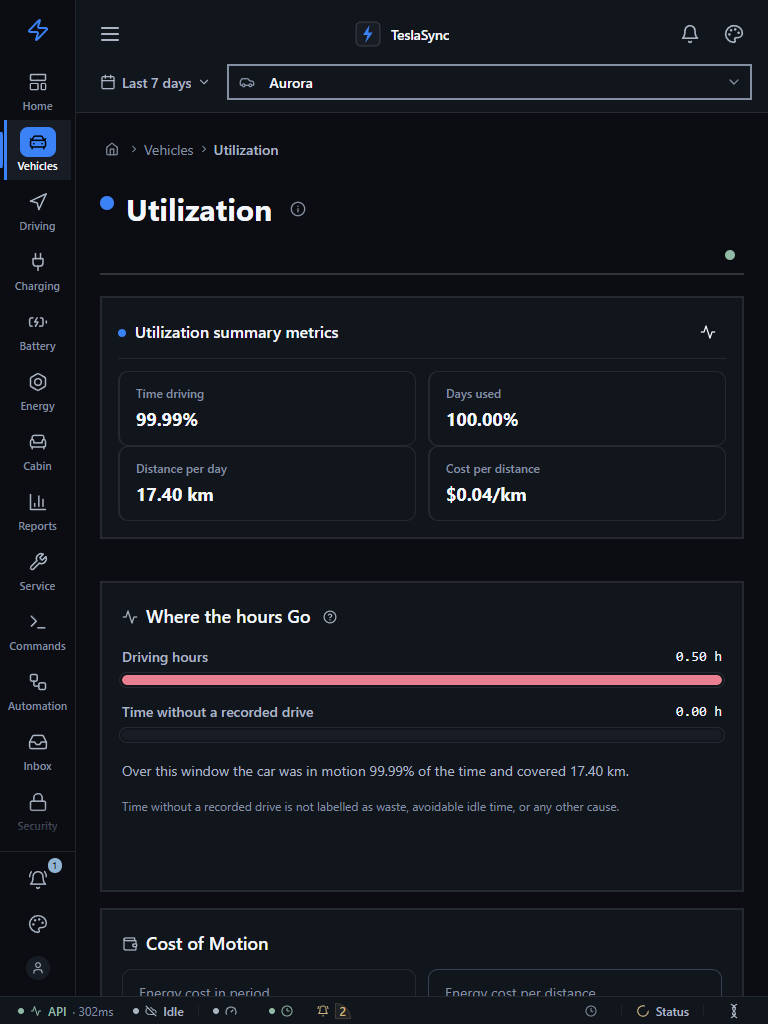 TeslaSync
Last 7 days
Aurora
Home
Vehicles
Driving
Charging
Battery
Energy
Cabin
Reports
Service
Commands
Automation
Inbox
Security
1
Vehicles > Utilization
Utilization
Utilization summary metrics
Time driving
99.99%
Days used
100.00%
Distance per day
17.40 km
Cost per distance
$0.04/km
Where the hours Go
Driving hours 0.50 h
Time without a recorded drive 0.00 h
Over this window the car was in motion 99.99% of the time and covered 17.40 km.
Time without a recorded drive is not labelled as waste, avoidable idle time, or any other cause.
Cost of Motion
Energy cost in period
Energy cost per distance
API · 302ms Idle 2 Status